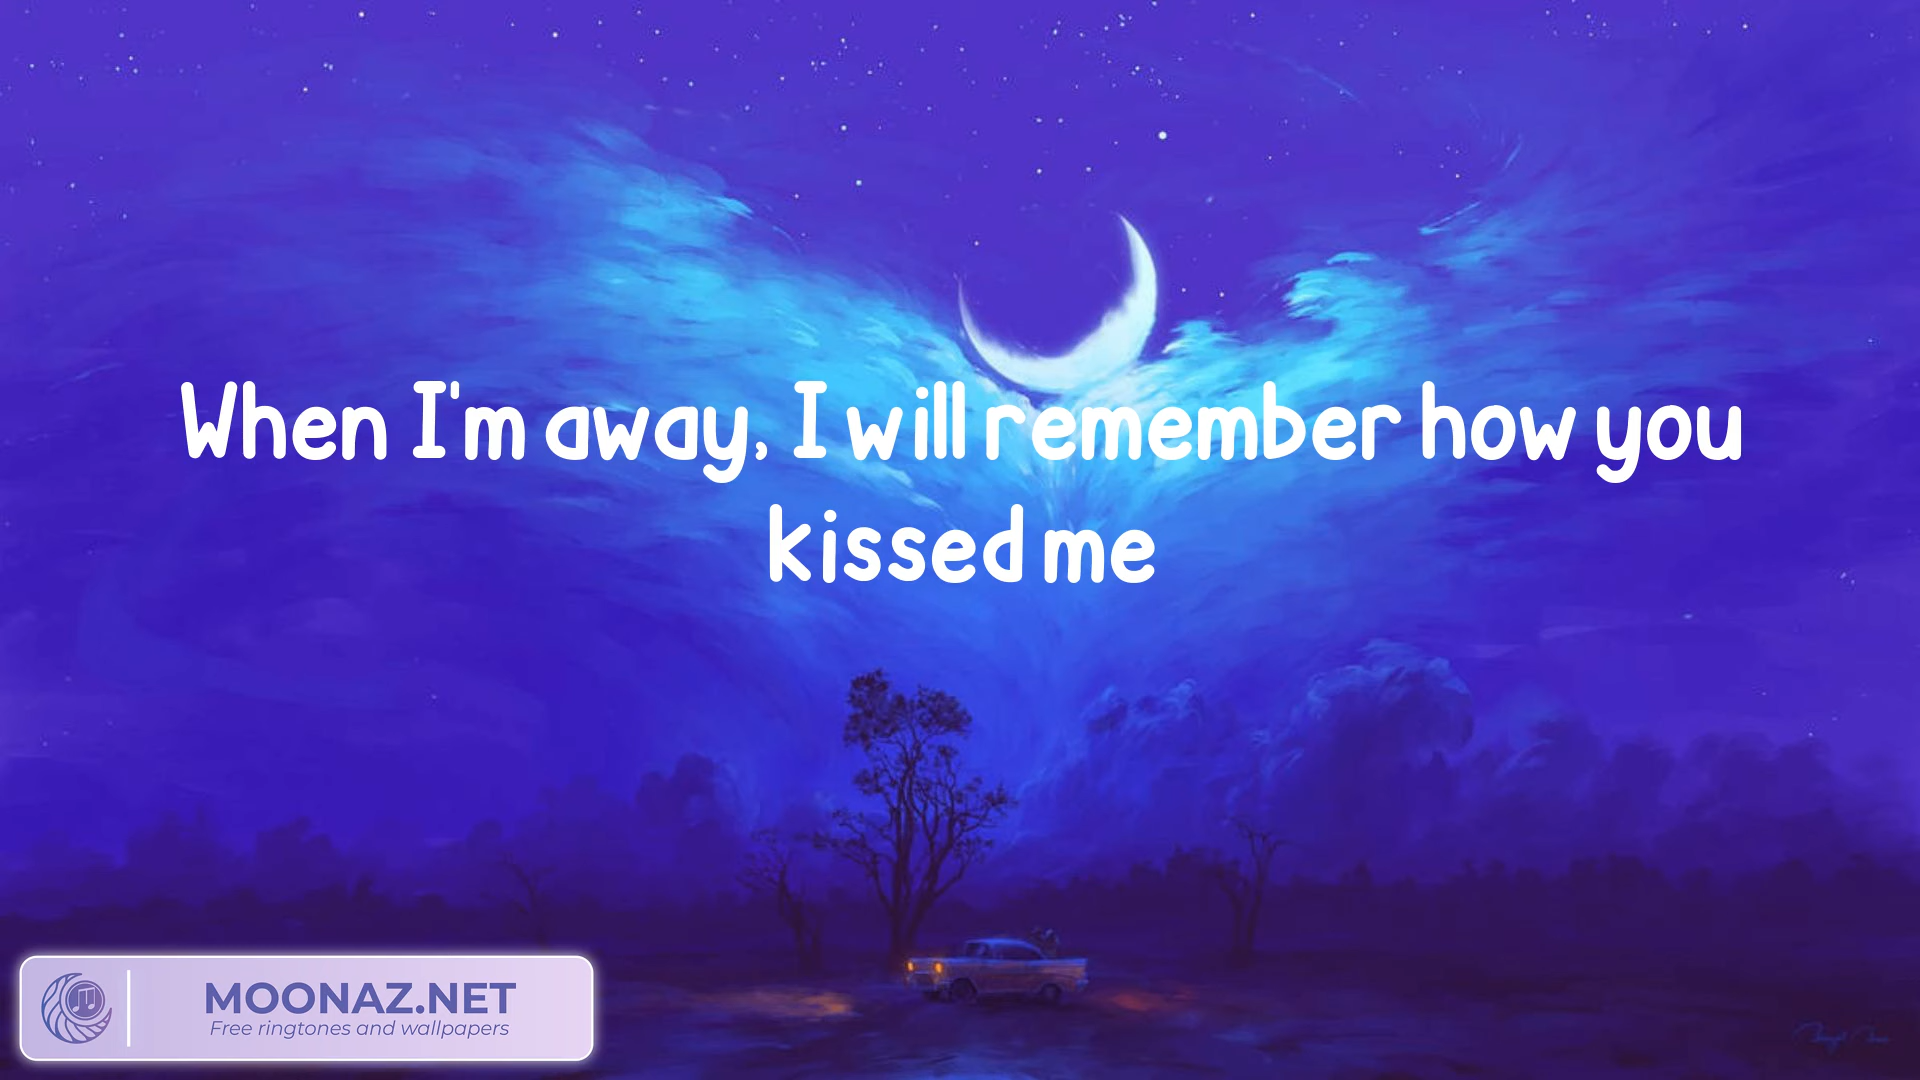 When I'm away, I will remember how you
kissed me
MOONAZ.NET
Free ringtones and wallpapers